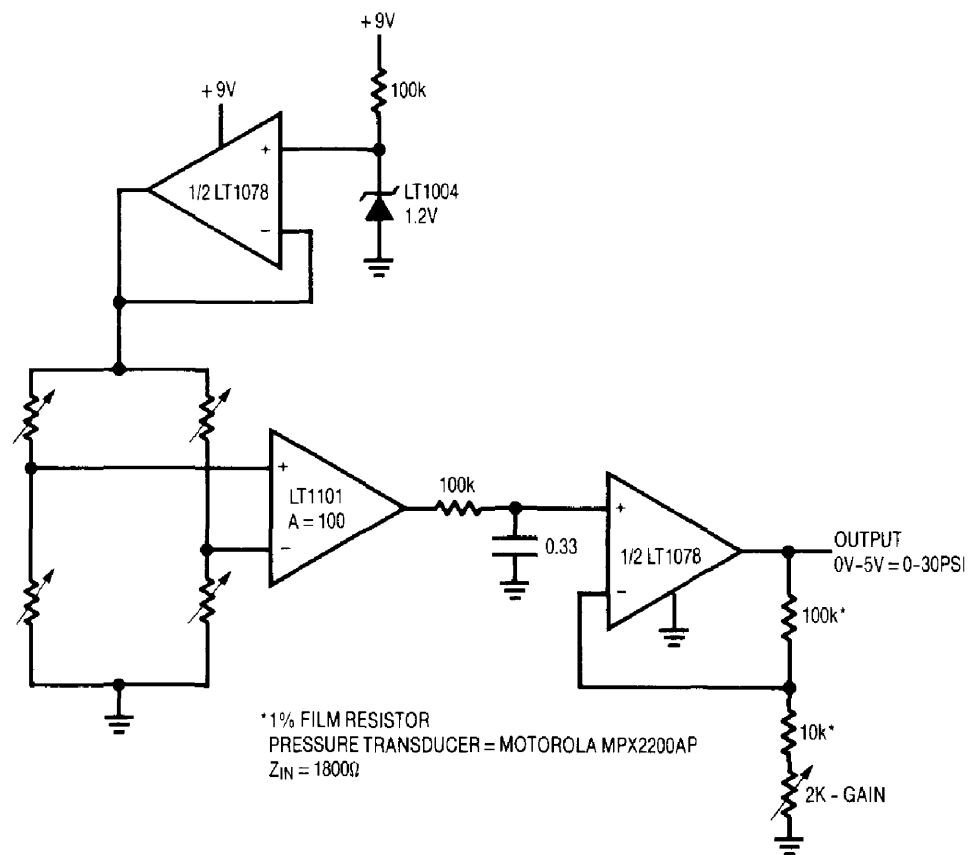 +9V
100k
+9V
+
1/2 LT1078
−
LT1004
1.2V
+
LT1101
A = 100
−
100k
0.33
+
1/2 LT1078
−
OUTPUT
0V–5V = 0–30PSI
100k*
10k*
2K - GAIN
*1% FILM RESISTOR
PRESSURE TRANSDUCER = MOTOROLA MPX2200AP
ZIN = 1800Ω